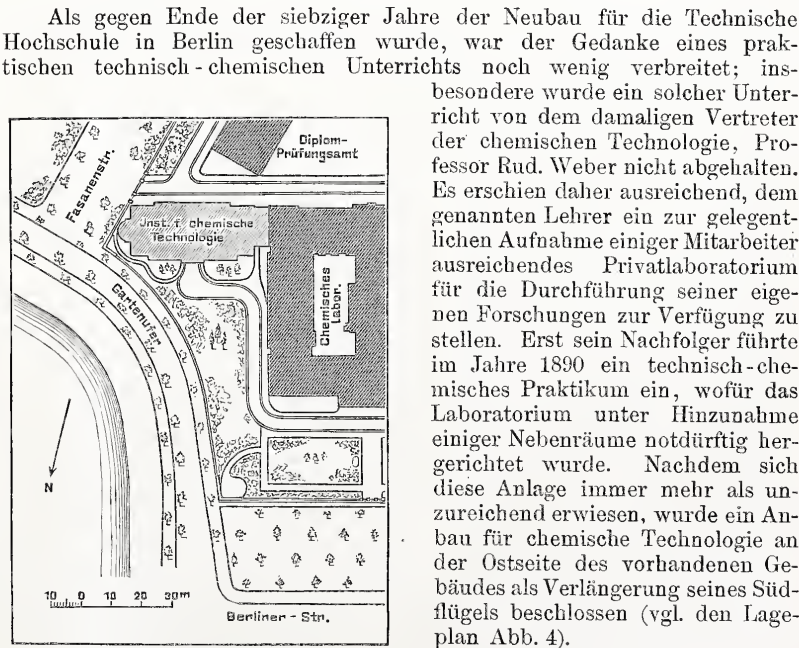 Als gegen Ende der siebziger Jahre der Neubau für die Technische
Hochschule in Berlin geschaffen wurde, war der Gedanke eines prak-
tischen technisch-chemischen Unterrichts noch wenig verbreitet; ins-
besondere wurde ein solcher Unter-
richt von dem damaligen Vertreter
der chemischen Technologie, Pro-
fessor Rud. Weber nicht abgehalten.
Es erschien daher ausreichend, dem
genannten Lehrer ein zur gelegent-
lichen Aufnahme einiger Mitarbeiter
ausreichendes Privatlaboratorium
für die Durchführung seiner eige-
nen Forschungen zur Verfügung zu
stellen. Erst sein Nachfolger führte
im Jahre 1890 ein technisch-che-
misches Praktikum ein, wofür das
Laboratorium unter Hinzunahme
einiger Nebenräume notdürftig her-
gerichtet wurde. Nachdem sich
diese Anlage immer mehr als un-
zureichend erwiesen, wurde ein An-
bau für chemische Technologie an
der Ostseite des vorhandenen Ge-
bäudes als Verlängerung seines Süd-
flügels beschlossen (vgl. den Lage-
plan Abb. 4).
Diplom-
Prüfungsamt
Fasanenstr.
Jnst. f. chemische
Technologie
Chemisches
Labor.
Gartenufer
N
10 0 10 20 30m
Berliner-Str.